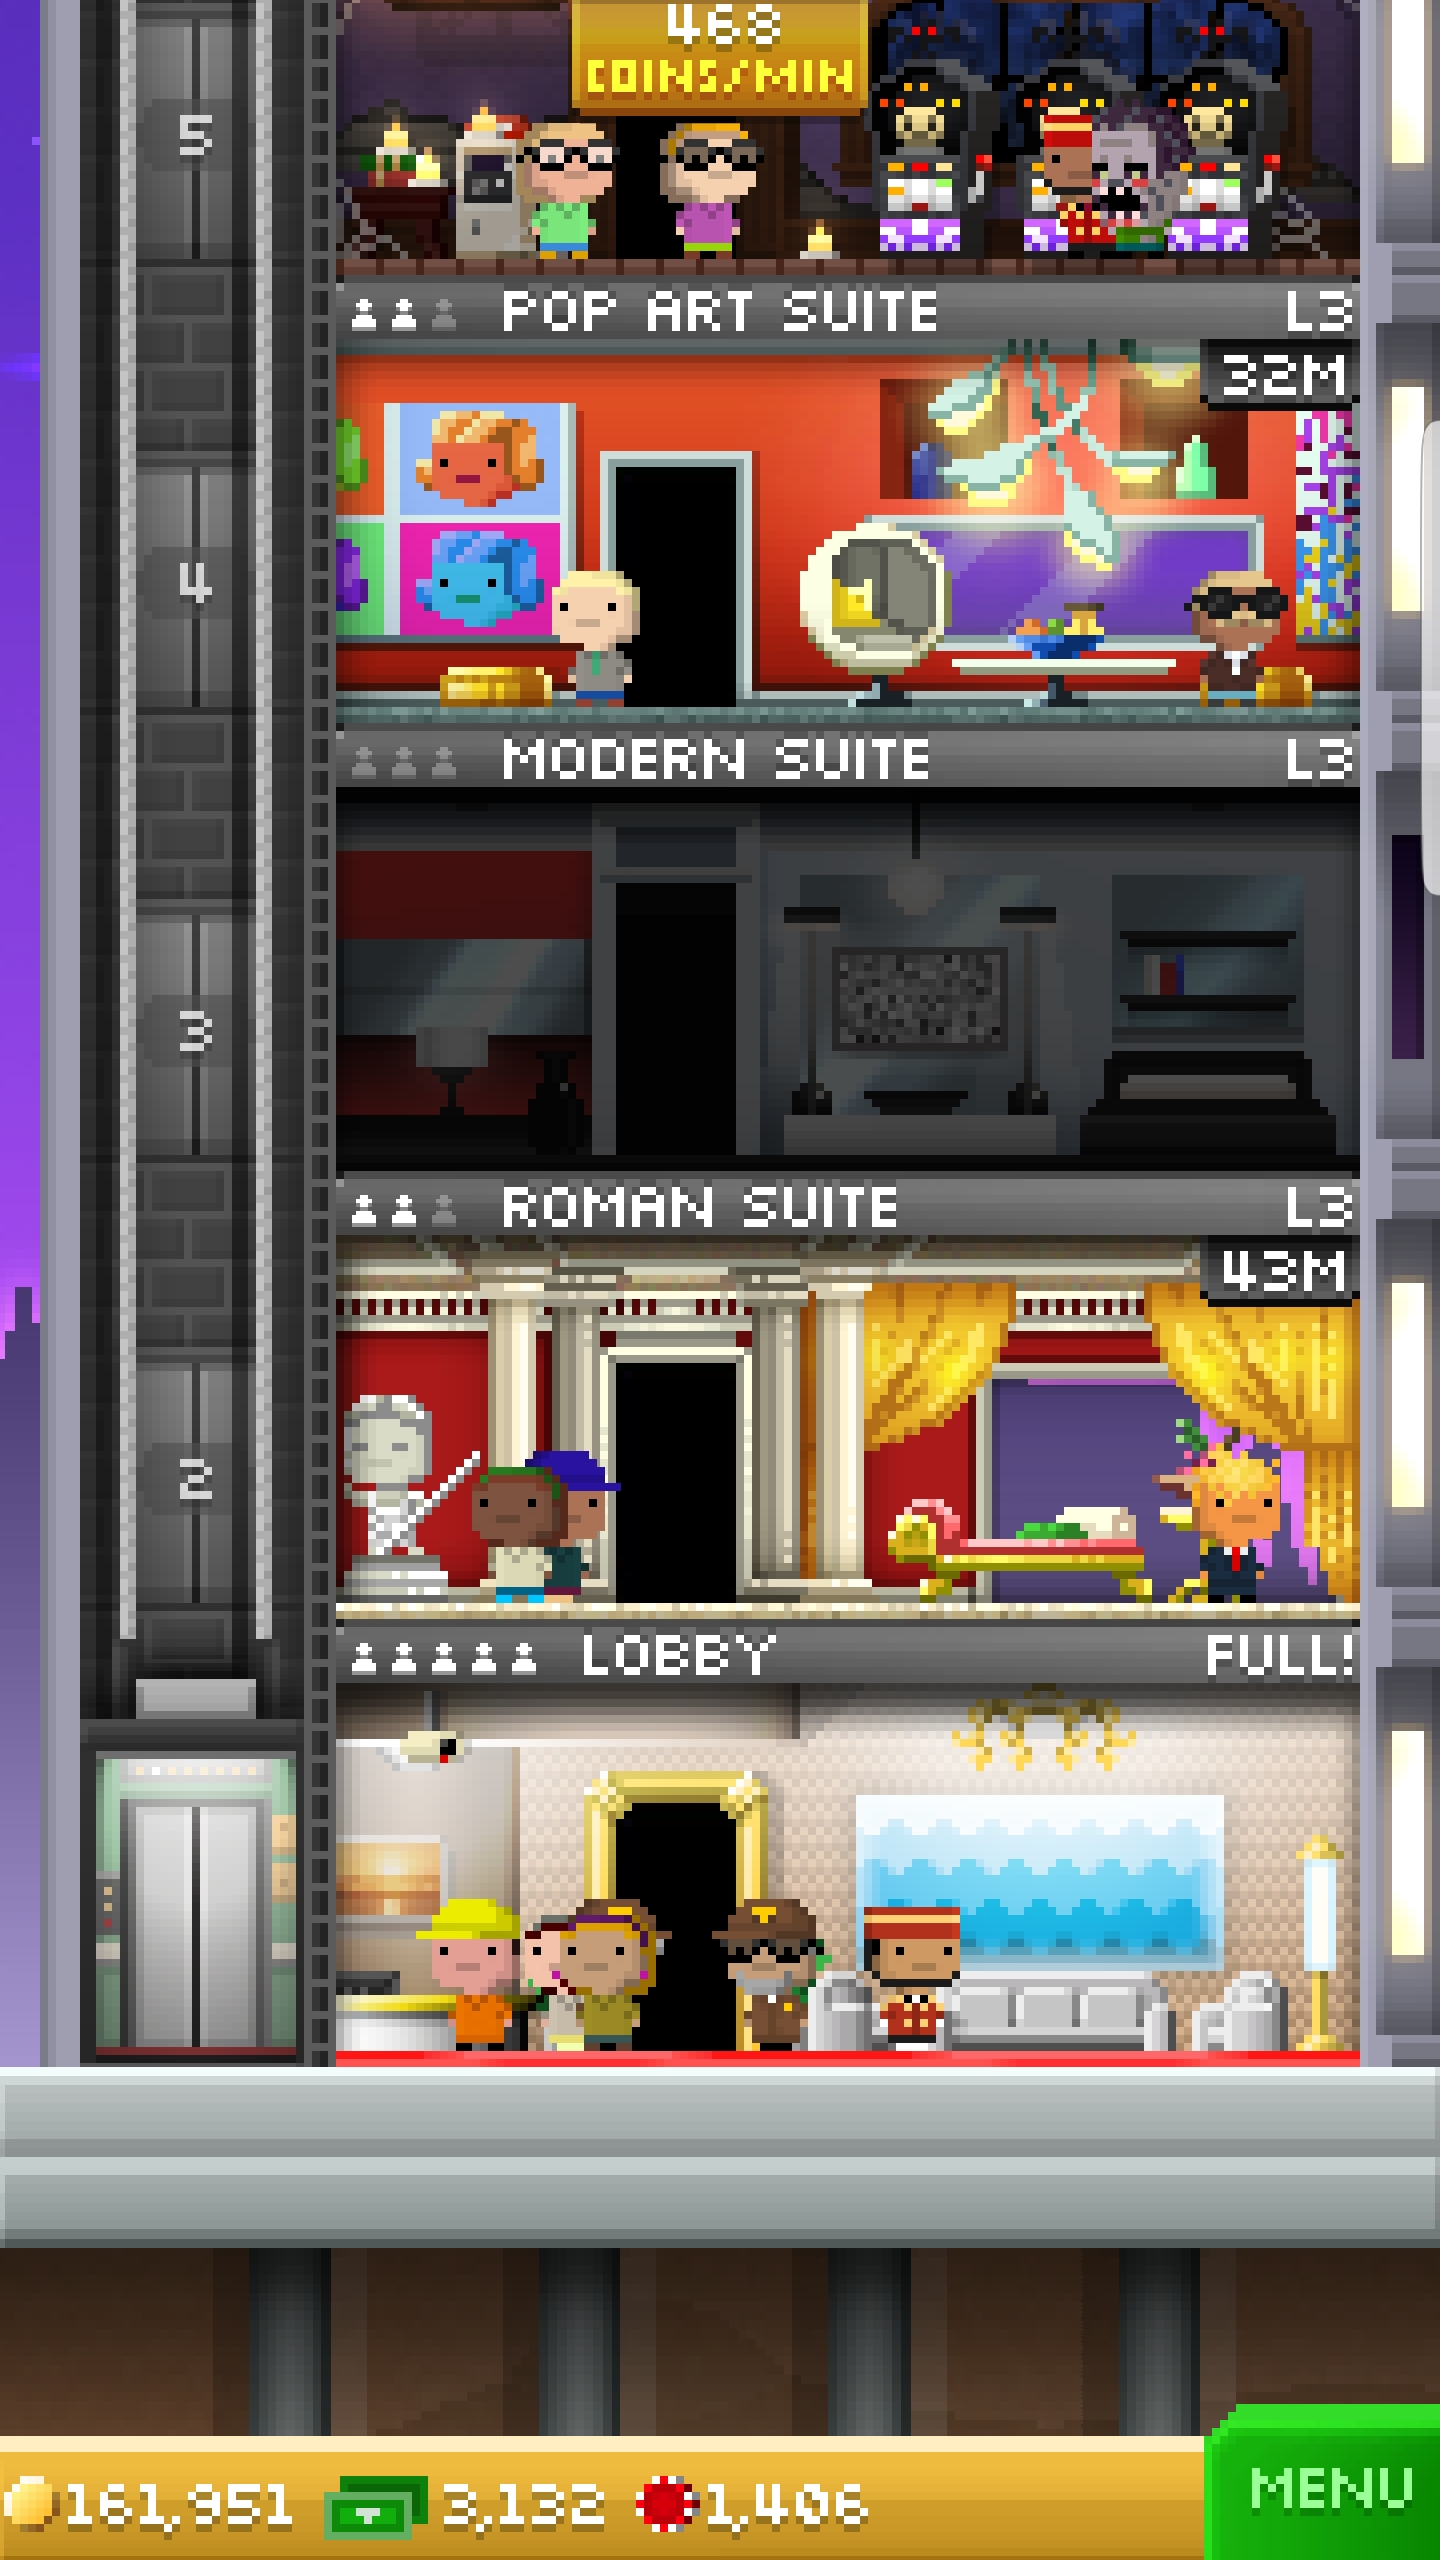 468
COINS/MIN
5
POP ART SUITE L3
32M
4
MODERN SUITE L3
3
ROMAN SUITE L3
43M
2
LOBBY FULL!
161,951 3,132 1,406
MENU